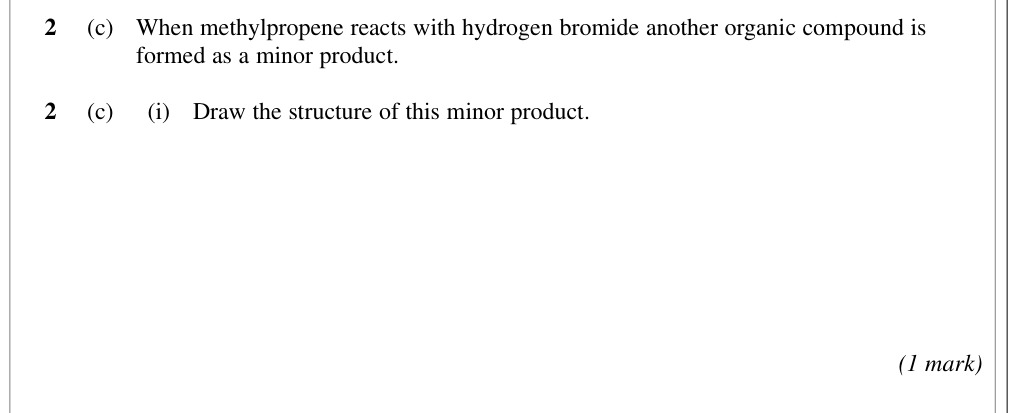 2 (c) When methylpropene reacts with hydrogen bromide another organic compound is
formed as a minor product.
2 (c) (i) Draw the structure of this minor product.
(1 mark)